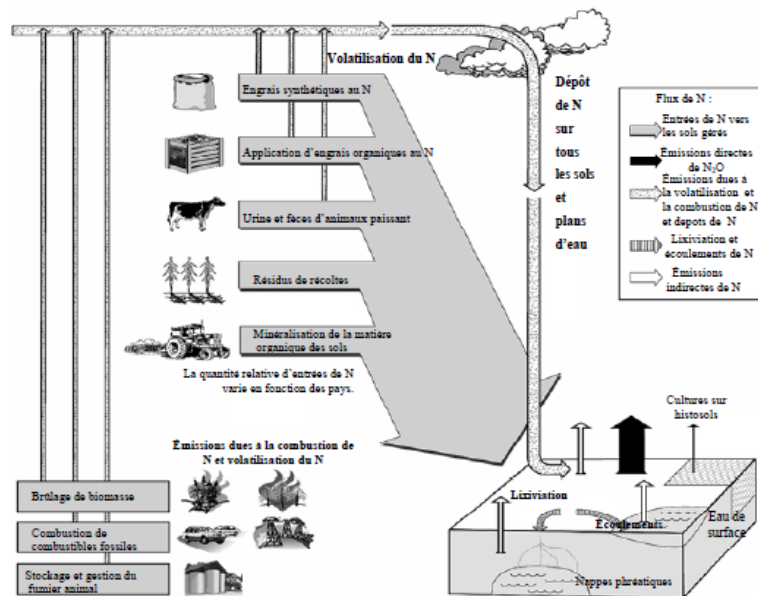 Volatilisation du N
Engrais synthétiques au N
Application d'engrais organiques au N
Urine et fèces d'animaux paissant
Résidus de récoltes
Minéralisation de la matière
organique des sols
La quantité relative d'entrées de N
varie en fonction des pays.
Dépôt
de N
sur
tous
les sols
et
plans
d'eau
Flux de N :
Entrées de N vers
les sols gérés
Émissions directes
de N₂O
Émissions dues à
la volatilisation et
la combustion de N
et depots de N
Lixiviation et
écoulements de N
Émissions
indirectes de N
Émissions dues à la combustion de
N et volatilisation du N
Brûlage de biomasse
Combustion de
combustibles fossiles
Stockage et gestion du
fumier animal
Cultures sur
histosols
Lixiviation
Écoulements
Eau de
surface
Nappes phréatiques